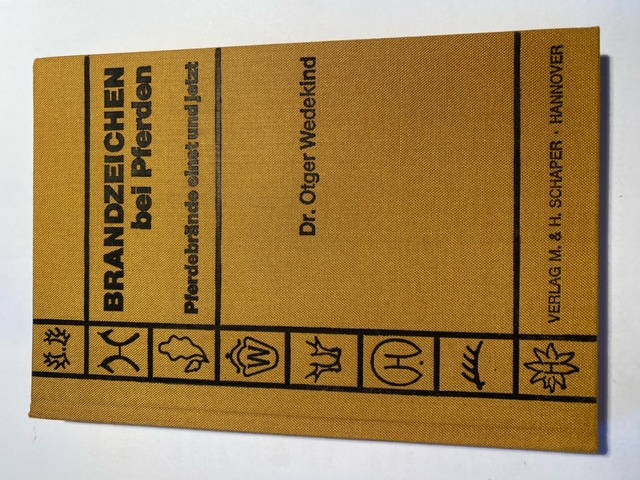 BRANDZEICHEN
bei Pferden
Pferdebrände einst und jetzt
Dr. Otger Wedekind
VERLAG M. & H. SCHAPER · HANNOVER
W
H